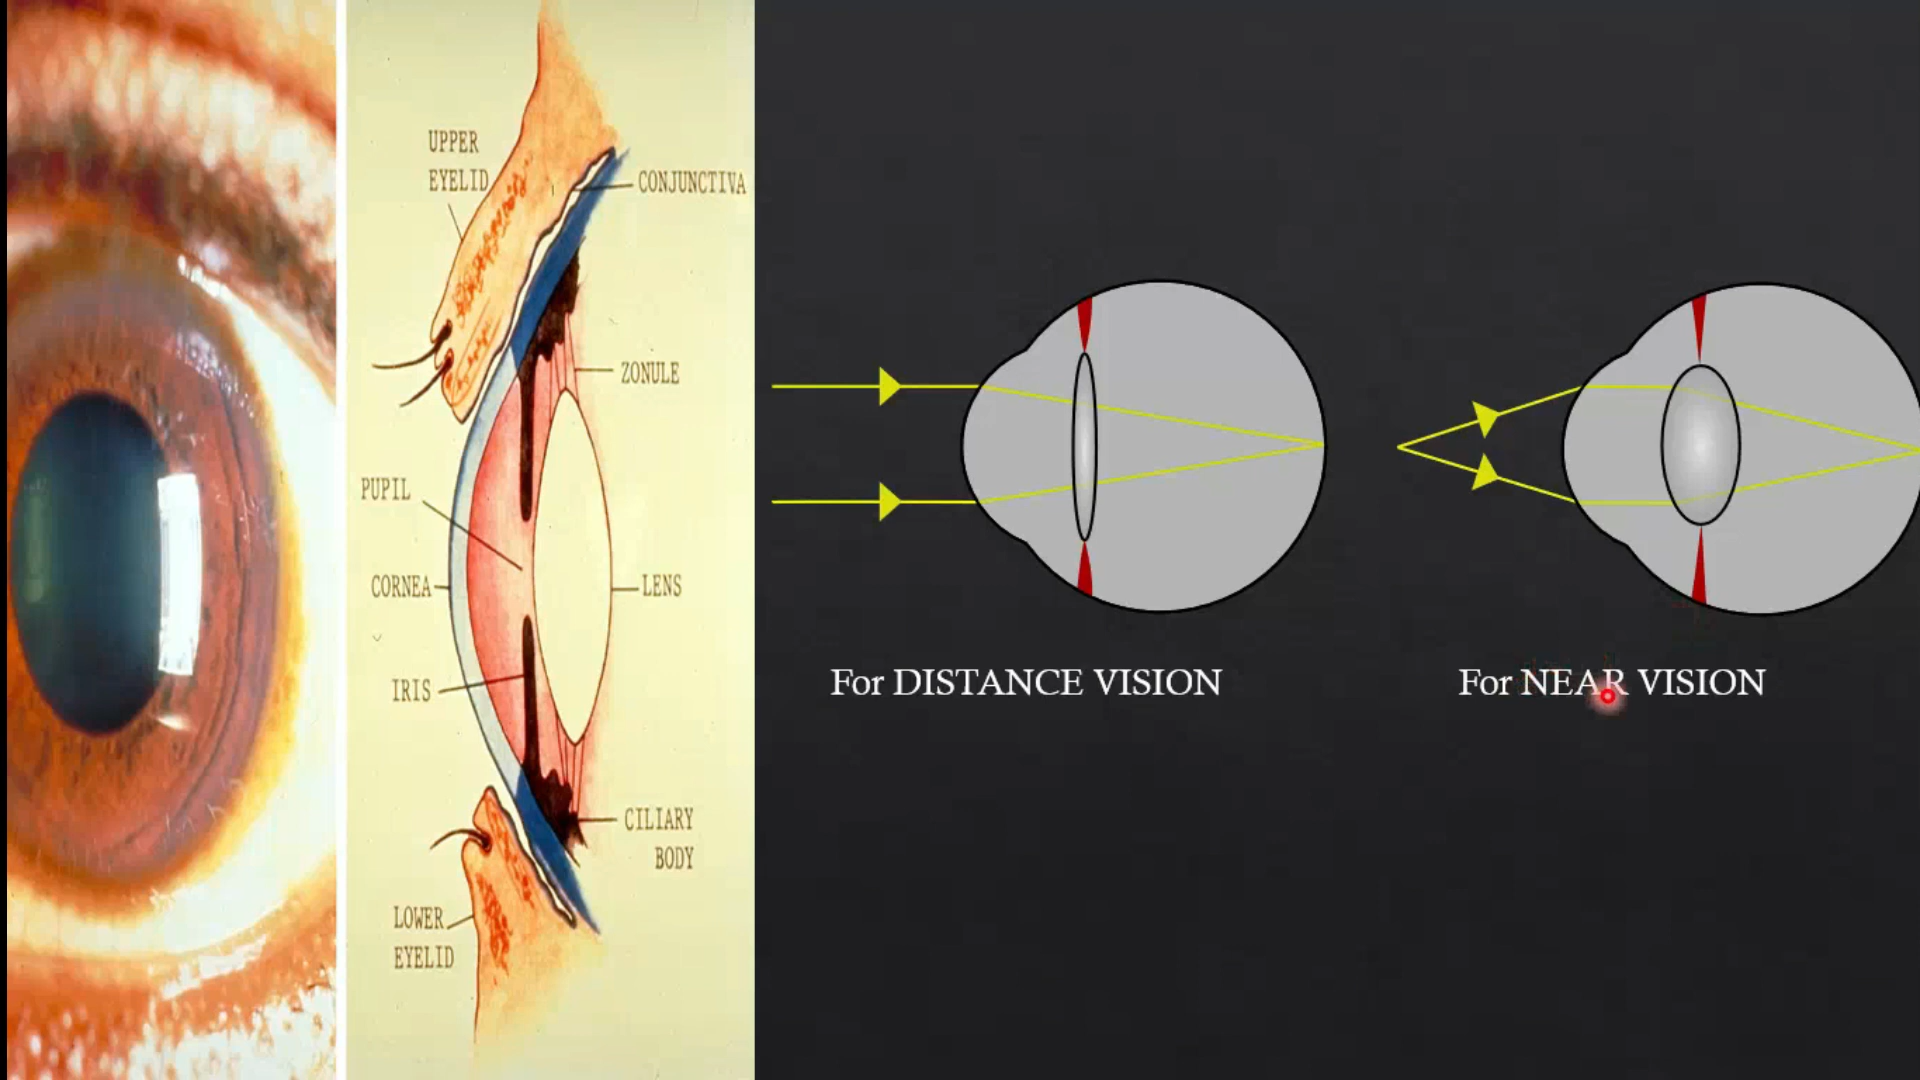 UPPER
EYELID
CONJUNCTIVA
ZONULE
PUPIL
CORNEA
LENS
IRIS
CILIARY
BODY
LOWER
EYELID
For DISTANCE VISION
For NEAR VISION